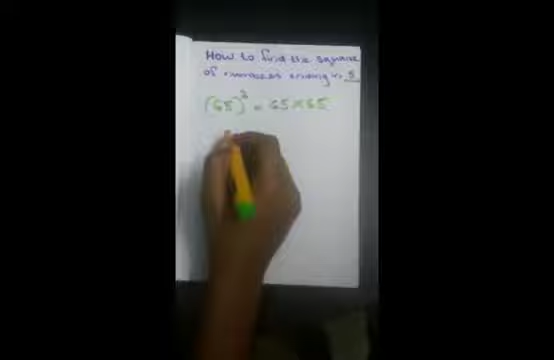 How to find the square
of numbers ending in 5
(65)² = 65×65